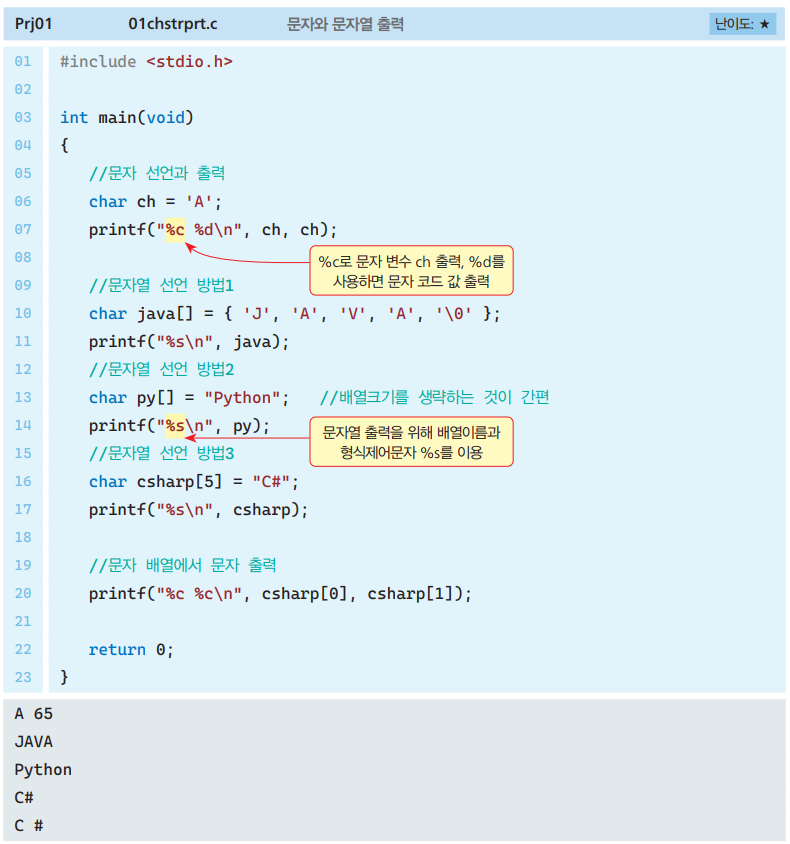 Prj01 01chstrprt.c 문자와 문자열 출력 난이도: ★
01 #include <stdio.h>
02
03 int main(void)
04 {
05 //문자 선언과 출력
06 char ch = 'A';
07 printf("%c %d\n", ch, ch);
%c로 문자 변수 ch 출력, %d를
사용하면 문자 코드 값 출력
08
09 //문자열 선언 방법1
10 char java[] = { 'J', 'A', 'V', 'A', '\0' };
11 printf("%s\n", java);
12 //문자열 선언 방법2
13 char py[] = "Python"; //배열크기를 생략하는 것이 간편
14 printf("%s\n", py);
문자열 출력을 위해 배열이름과
형식제어문자 %s를 이용
15 //문자열 선언 방법3
16 char csharp[5] = "C#";
17 printf("%s\n", csharp);
18
19 //문자 배열에서 문자 출력
20 printf("%c %c\n", csharp[0], csharp[1]);
21
22 return 0;
23 }
A 65
JAVA
Python
C#
C #